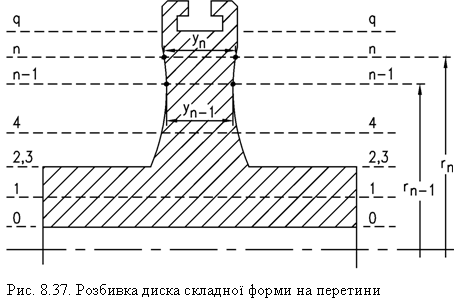 q q
yₙ
n n
n-1 n-1
yₙ₋₁
4 4
2,3 2,3
rₙ
rₙ₋₁
1 1
0 0
Рис. 8.37. Розбивка диска складної форми на перетини